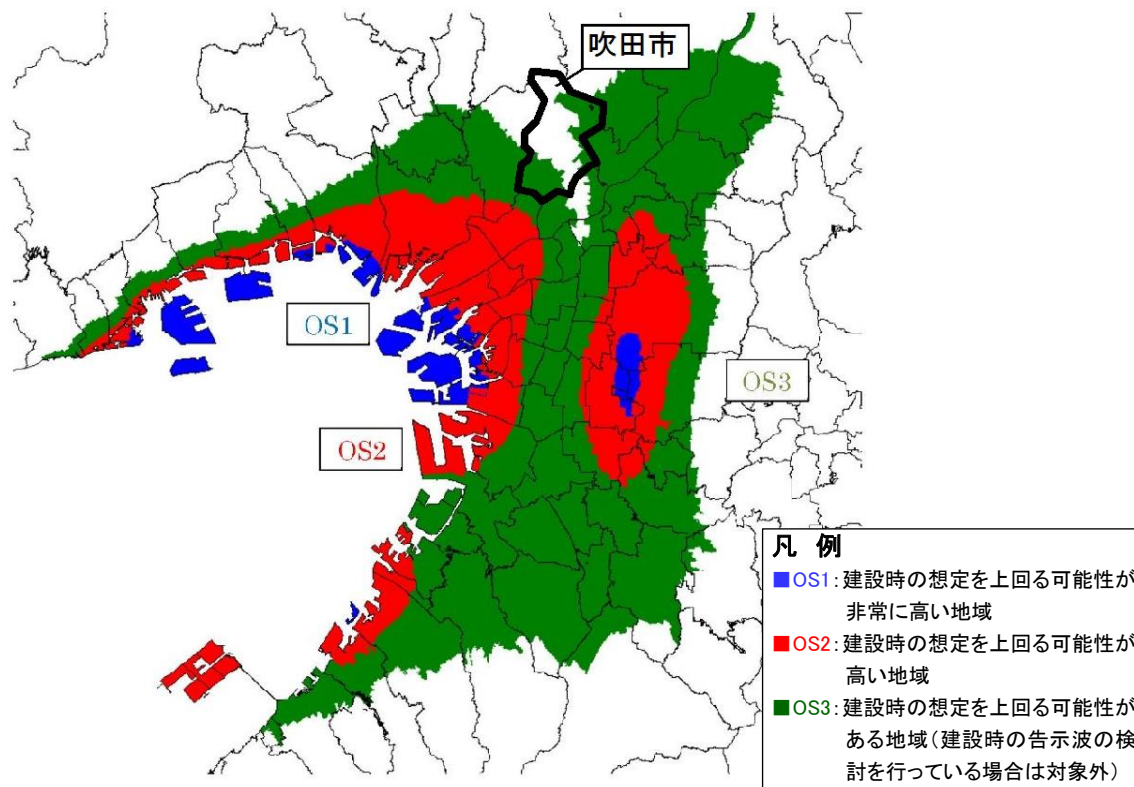 吹田市
OS1
OS3
OS2
凡 例
■OS1:建設時の想定を上回る可能性が
非常に高い地域
■OS2:建設時の想定を上回る可能性が
高い地域
■OS3:建設時の想定を上回る可能性が
ある地域(建設時の告示波の検
討を行っている場合は対象外)